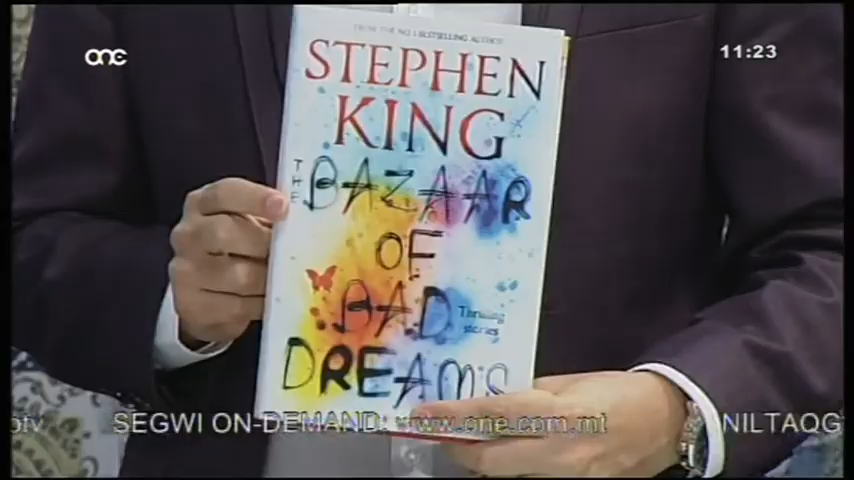 one
11:23
FROM THE NO.1 BESTSELLING AUTHOR
STEPHEN
KING
THE BAZAAR
OF
BAD
Thrilling
stories
DREAMS
otv SEGWI ON-DEMAND: www.one.com.mt NILTAQG